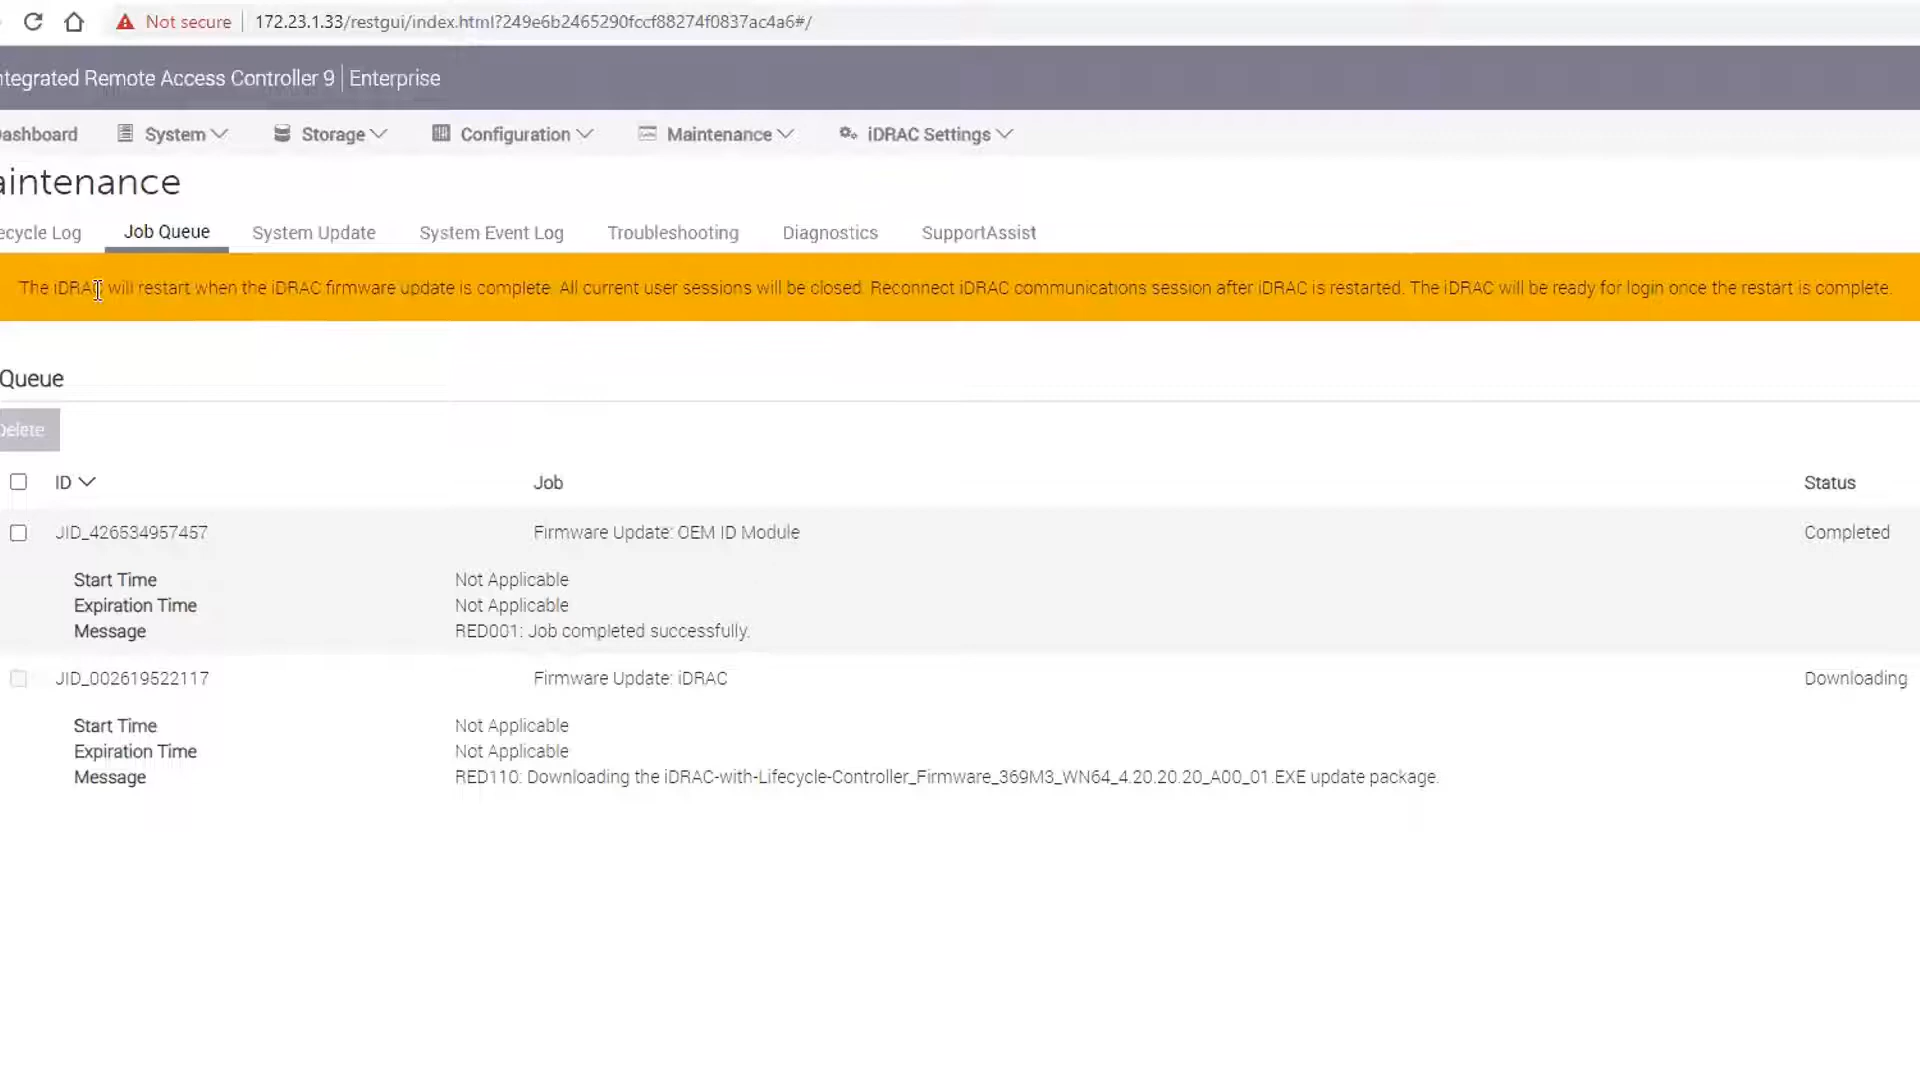 Not secure 172.23.1.33/restgui/index.html?249e6b2465290fccf88274f0837ac4a6#/
ntegrated Remote Access Controller 9 | Enterprise
ashboard System Storage Configuration Maintenance iDRAC Settings
aintenance
ecycle Log Job Queue System Update System Event Log Troubleshooting Diagnostics SupportAssist
The iDRAC will restart when the iDRAC firmware update is complete. All current user sessions will be closed. Reconnect iDRAC communications session after iDRAC is restarted. The iDRAC will be ready for login once the restart is complete.
Queue
Delete
ID Job Status
JID_426534957457 Firmware Update: OEM ID Module Completed
Start Time Not Applicable
Expiration Time Not Applicable
Message RED001: Job completed successfully.
JID_002619522117 Firmware Update: iDRAC Downloading
Start Time Not Applicable
Expiration Time Not Applicable
Message RED110: Downloading the iDRAC-with-Lifecycle-Controller_Firmware_369M3_WN64_4.20.20.20_A00_01.EXE update package.